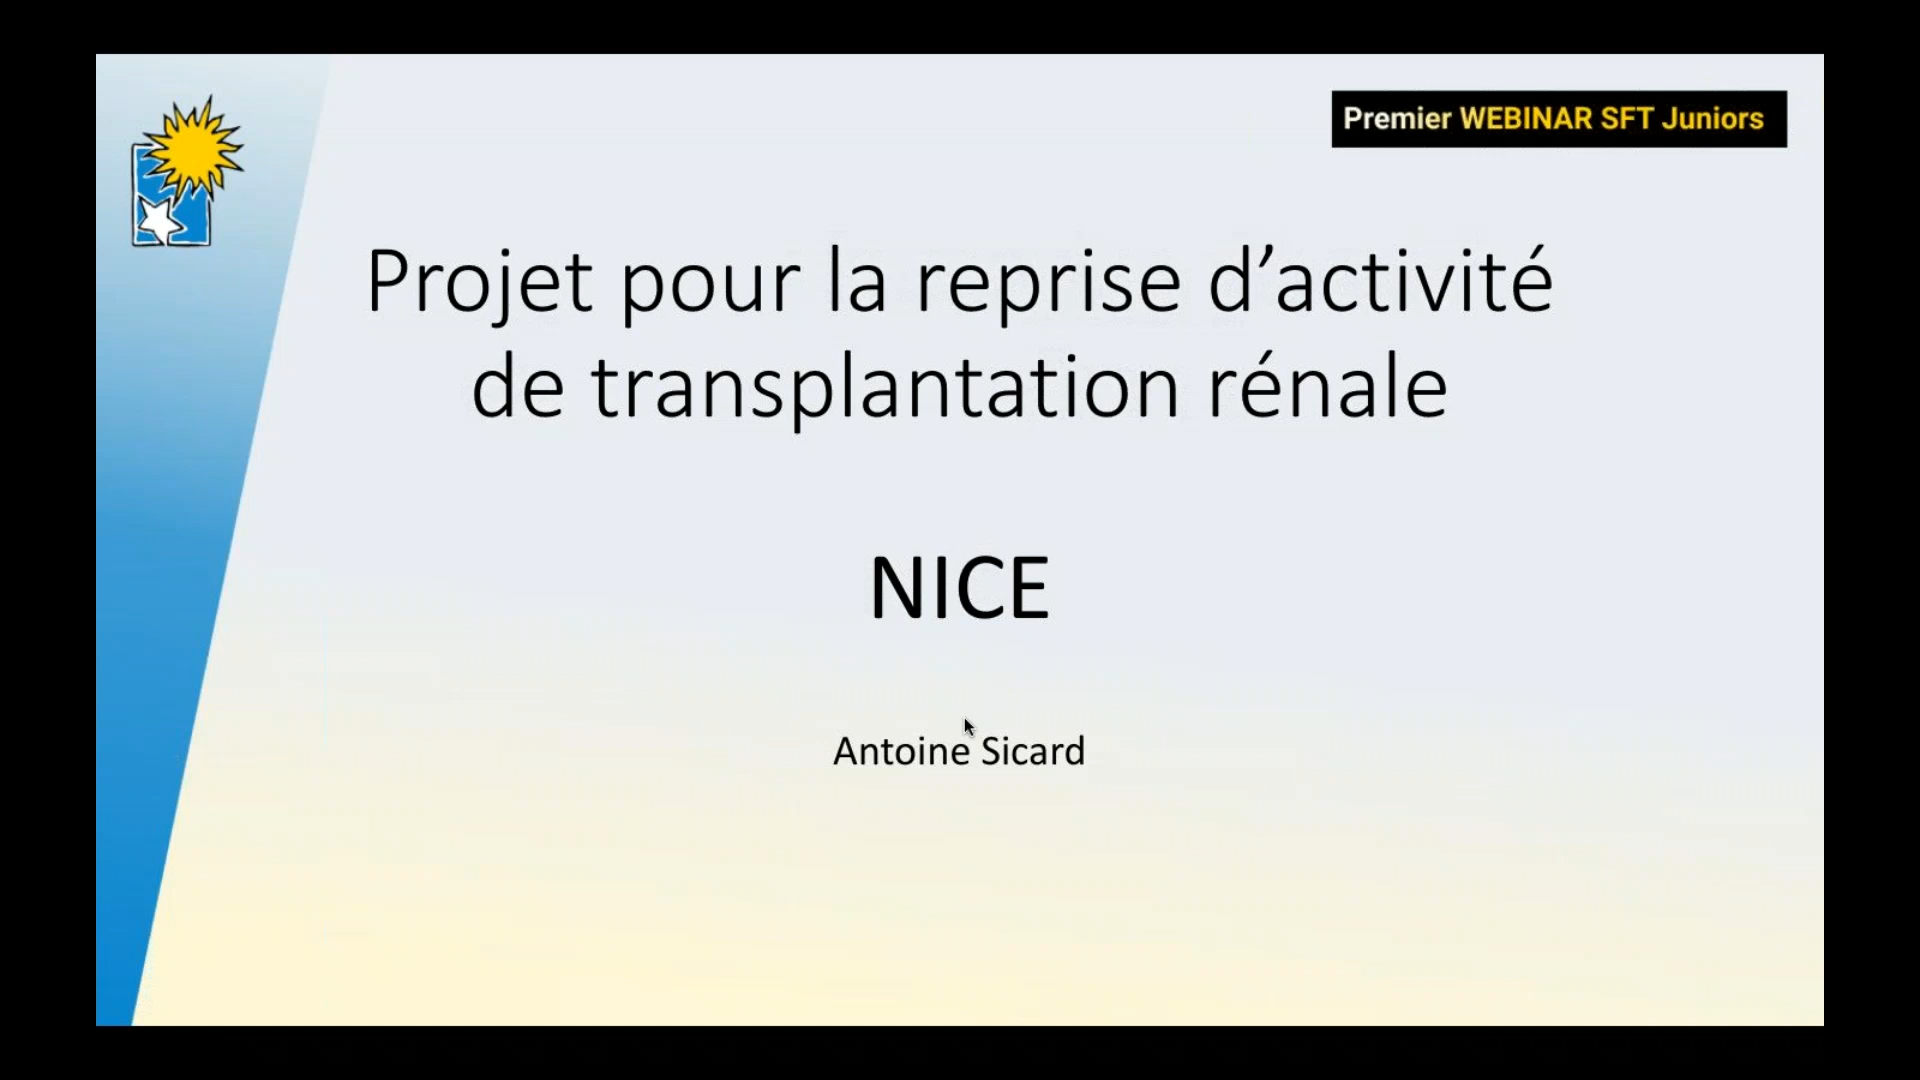 Premier WEBINAR SFT Juniors
Projet pour la reprise d’activité
de transplantation rénale
NICE
Antoine Sicard